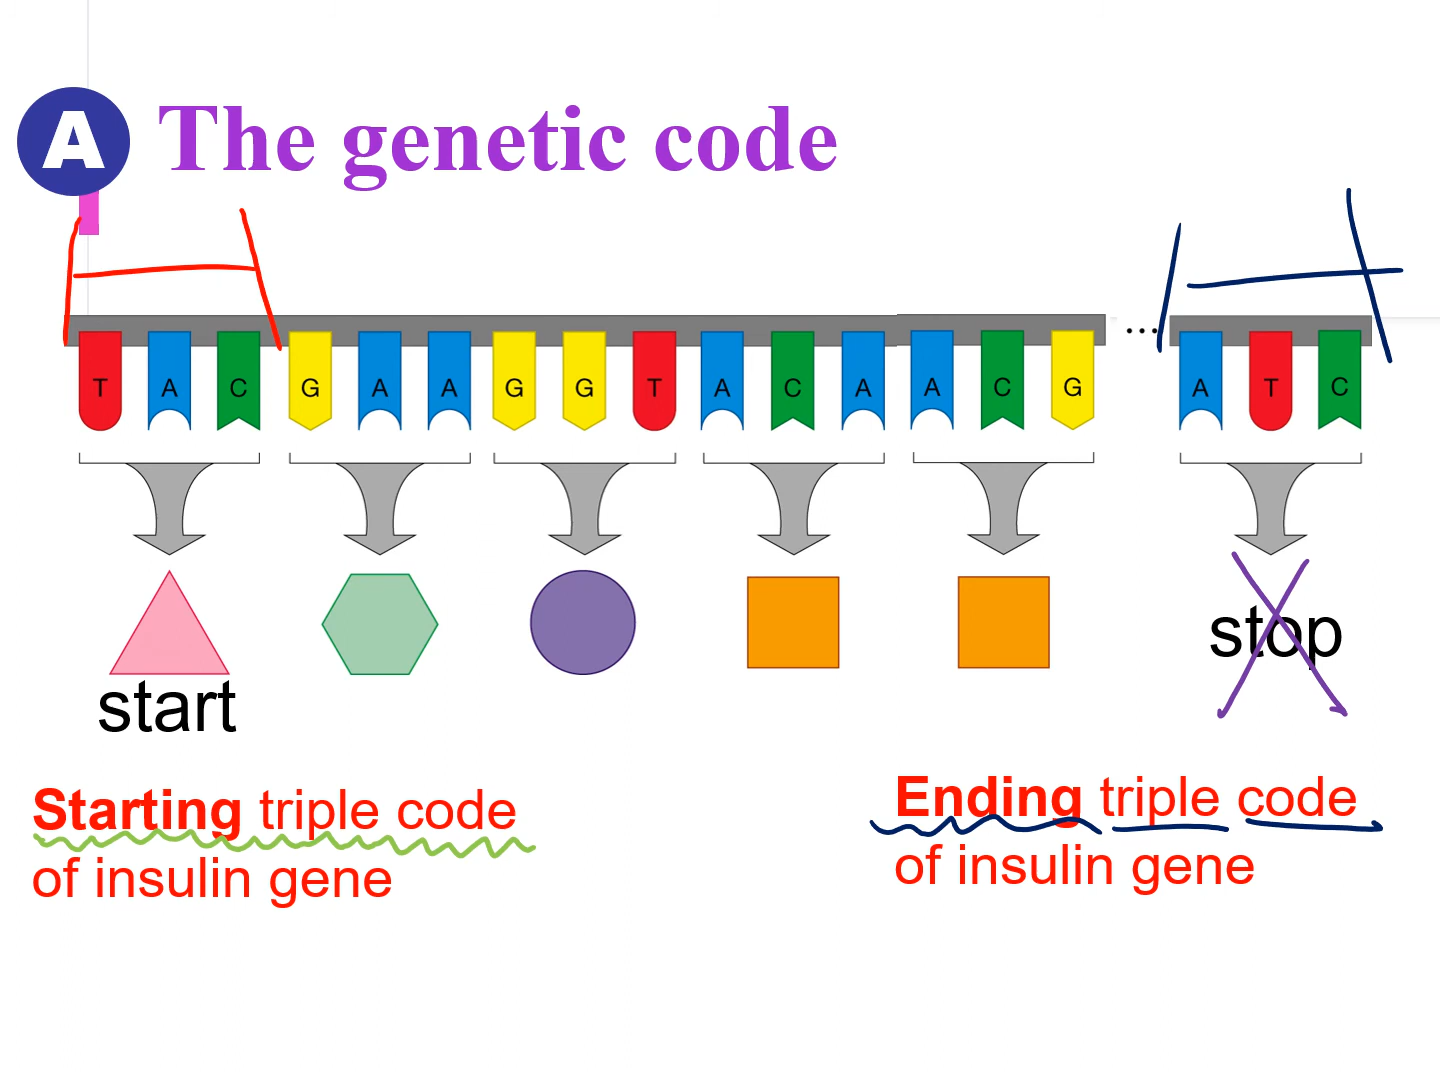 A The genetic code
T A C G A A G G T A C A A C G ... A T C
start
stop
Starting triple code
of insulin gene
Ending triple code
of insulin gene